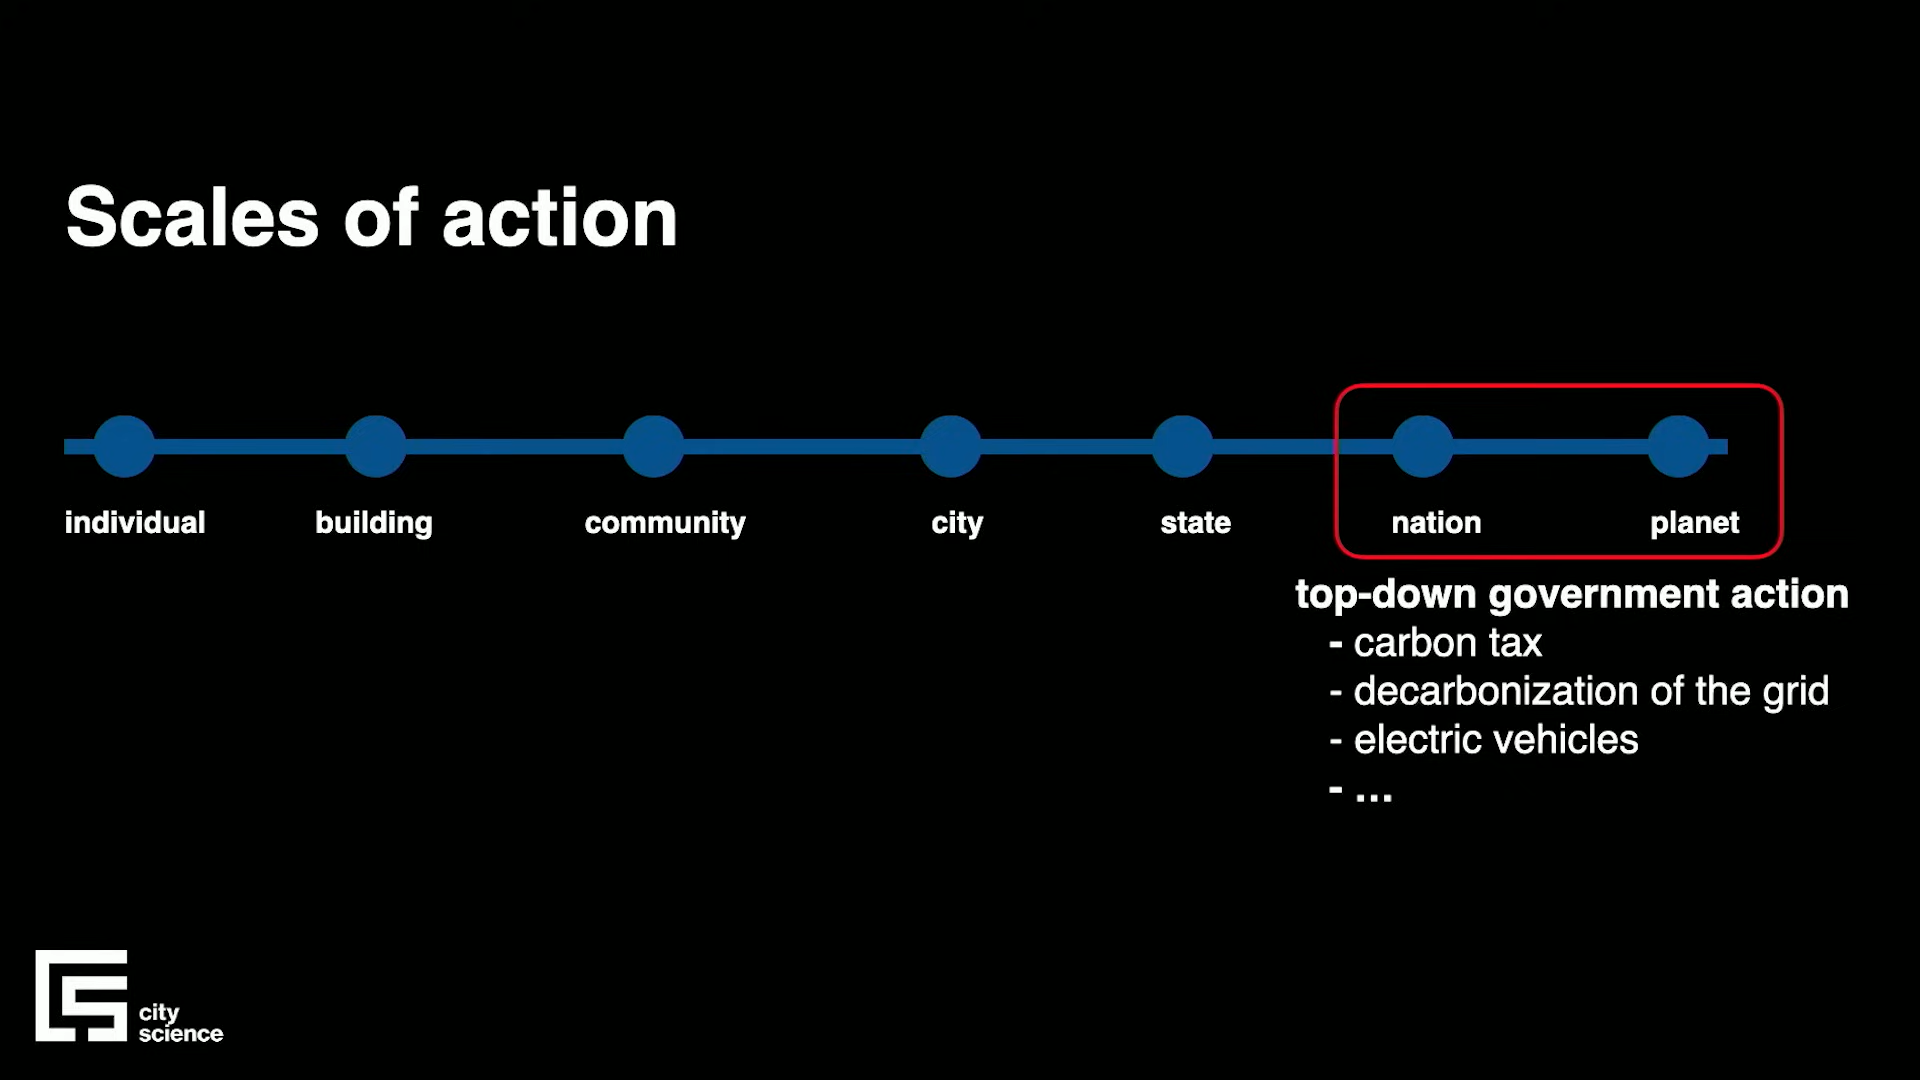 Scales of action
individual building community city state nation planet
top-down government action
- carbon tax
- decarbonization of the grid
- electric vehicles
- ...
city
science